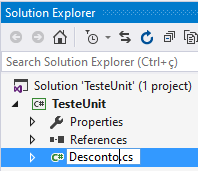 Solution Explorer
Search Solution Explorer (Ctrl+ç)
Solution 'TesteUnit' (1 project)
C# TesteUnit
Properties
References
C# Desconto.cs